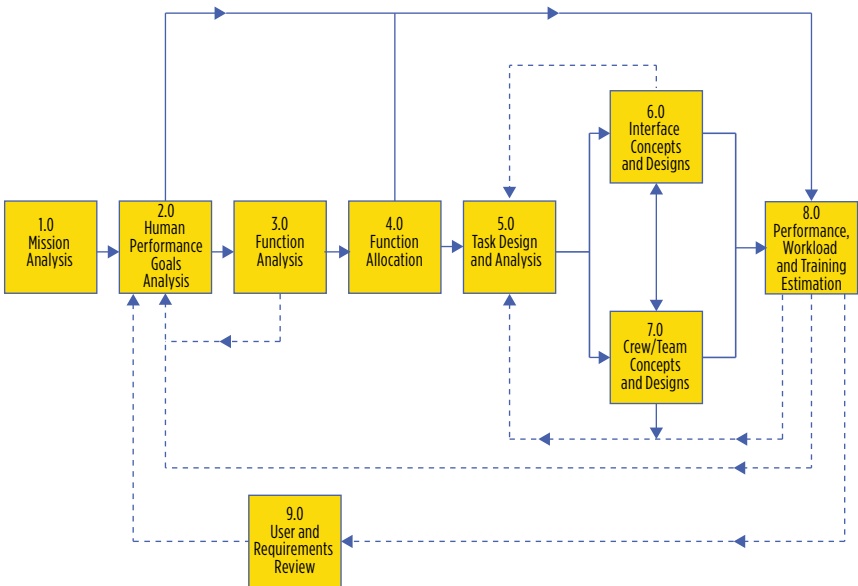 1.0
Mission
Analysis
2.0
Human
Performance
Goals
Analysis
3.0
Function
Analysis
4.0
Function
Allocation
5.0
Task Design
and Analysis
6.0
Interface
Concepts
and Designs
7.0
Crew/Team
Concepts
and Designs
8.0
Performance,
Workload
and Training
Estimation
9.0
User and
Requirements
Review